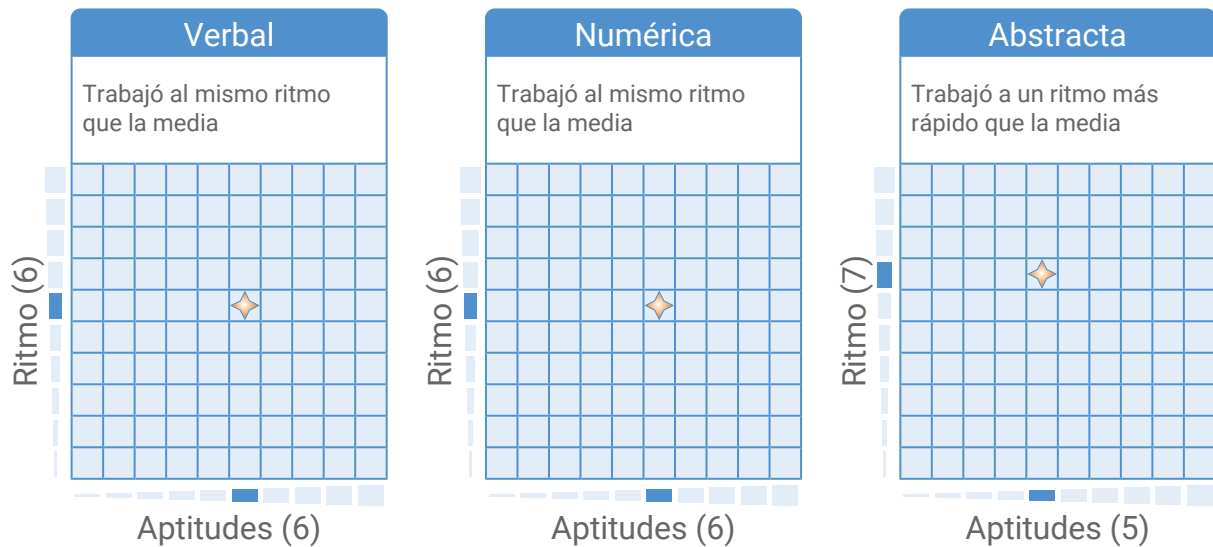 Verbal
Trabajó al mismo ritmo
que la media
Ritmo (6)
Aptitudes (6)
Numérica
Trabajó al mismo ritmo
que la media
Ritmo (6)
Aptitudes (6)
Abstracta
Trabajó a un ritmo más
rápido que la media
Ritmo (7)
Aptitudes (5)